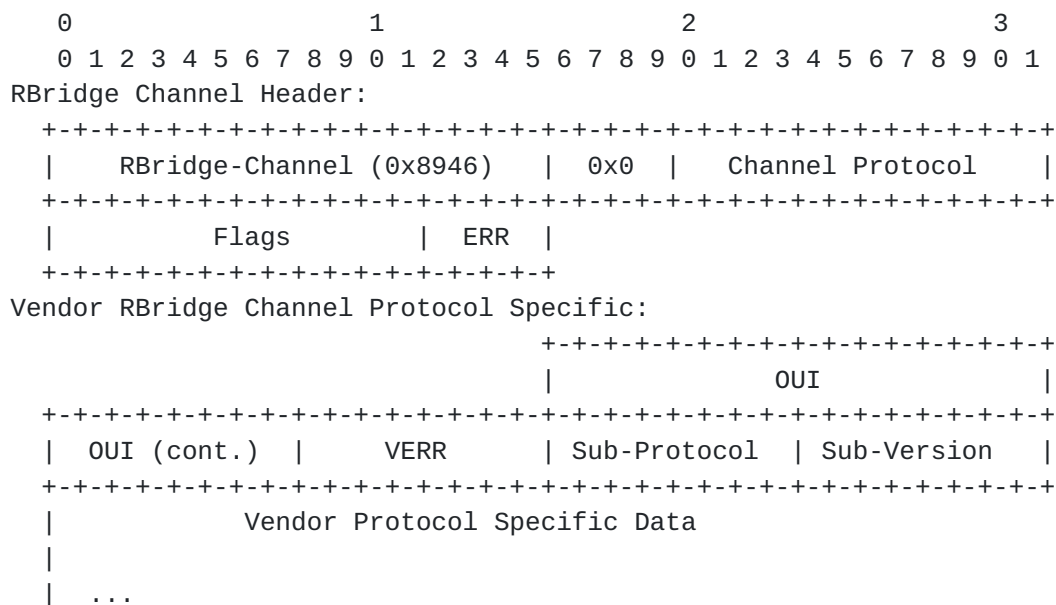 0                   1                   2                   3
    0 1 2 3 4 5 6 7 8 9 0 1 2 3 4 5 6 7 8 9 0 1 2 3 4 5 6 7 8 9 0 1
RBridge Channel Header:
   +-+-+-+-+-+-+-+-+-+-+-+-+-+-+-+-+-+-+-+-+-+-+-+-+-+-+-+-+-+-+-+-+
   |    RBridge-Channel (0x8946)   |  0x0  |   Channel Protocol    |
   +-+-+-+-+-+-+-+-+-+-+-+-+-+-+-+-+-+-+-+-+-+-+-+-+-+-+-+-+-+-+-+-+
   |          Flags        |  ERR  |
   +-+-+-+-+-+-+-+-+-+-+-+-+-+-+-+-+
Vendor RBridge Channel Protocol Specific:
                                   +-+-+-+-+-+-+-+-+-+-+-+-+-+-+-+-+
                                   |              OUI              |
   +-+-+-+-+-+-+-+-+-+-+-+-+-+-+-+-+-+-+-+-+-+-+-+-+-+-+-+-+-+-+-+-+
   |  OUI (cont.)  |     VERR      | Sub-Protocol  | Sub-Version   |
   +-+-+-+-+-+-+-+-+-+-+-+-+-+-+-+-+-+-+-+-+-+-+-+-+-+-+-+-+-+-+-+-+
   |            Vendor Protocol Specific Data
   |
   |  ...